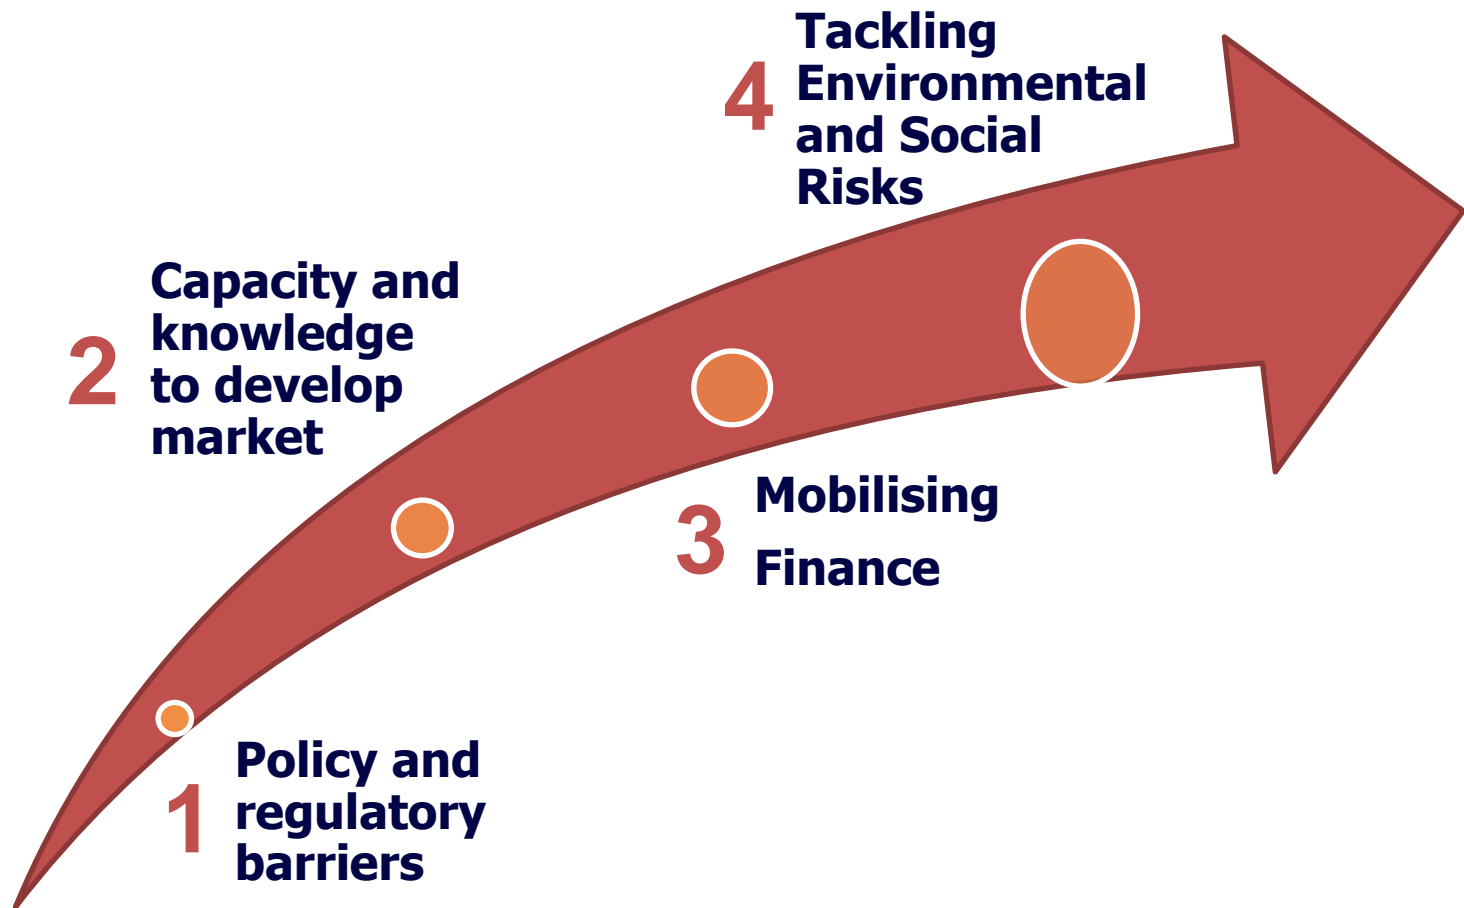 1
Policy and
regulatory
barriers
2
Capacity and
knowledge
to develop
market
3
Mobilising
Finance
4
Tackling
Environmental
and Social
Risks